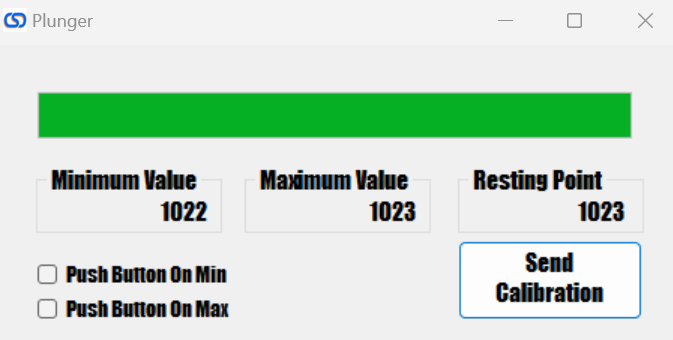 Plunger
Minimum Value
Maximum Value
Resting Point
1022
1023
1023
Push Button On Min
Push Button On Max
Send
Calibration